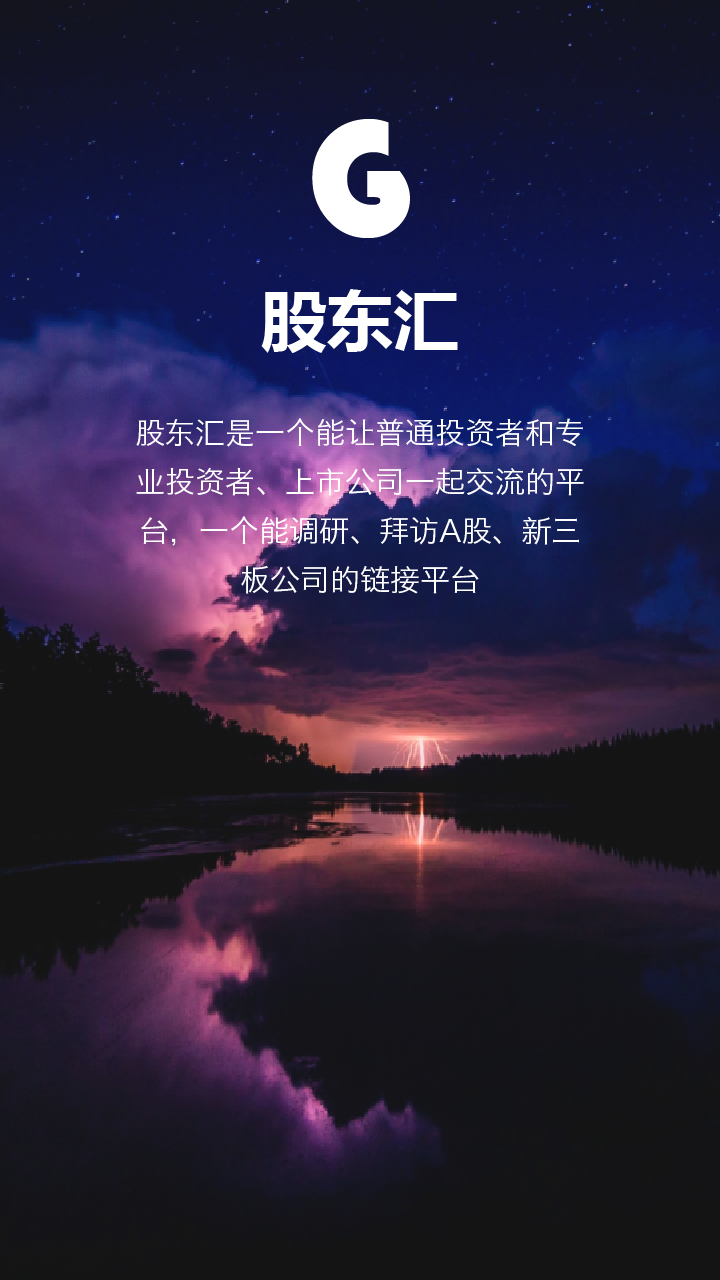 G
股东汇
股东汇是一个能让普通投资者和专
业投资者、上市公司一起交流的平
台，一个能调研、拜访A股、新三
板公司的链接平台